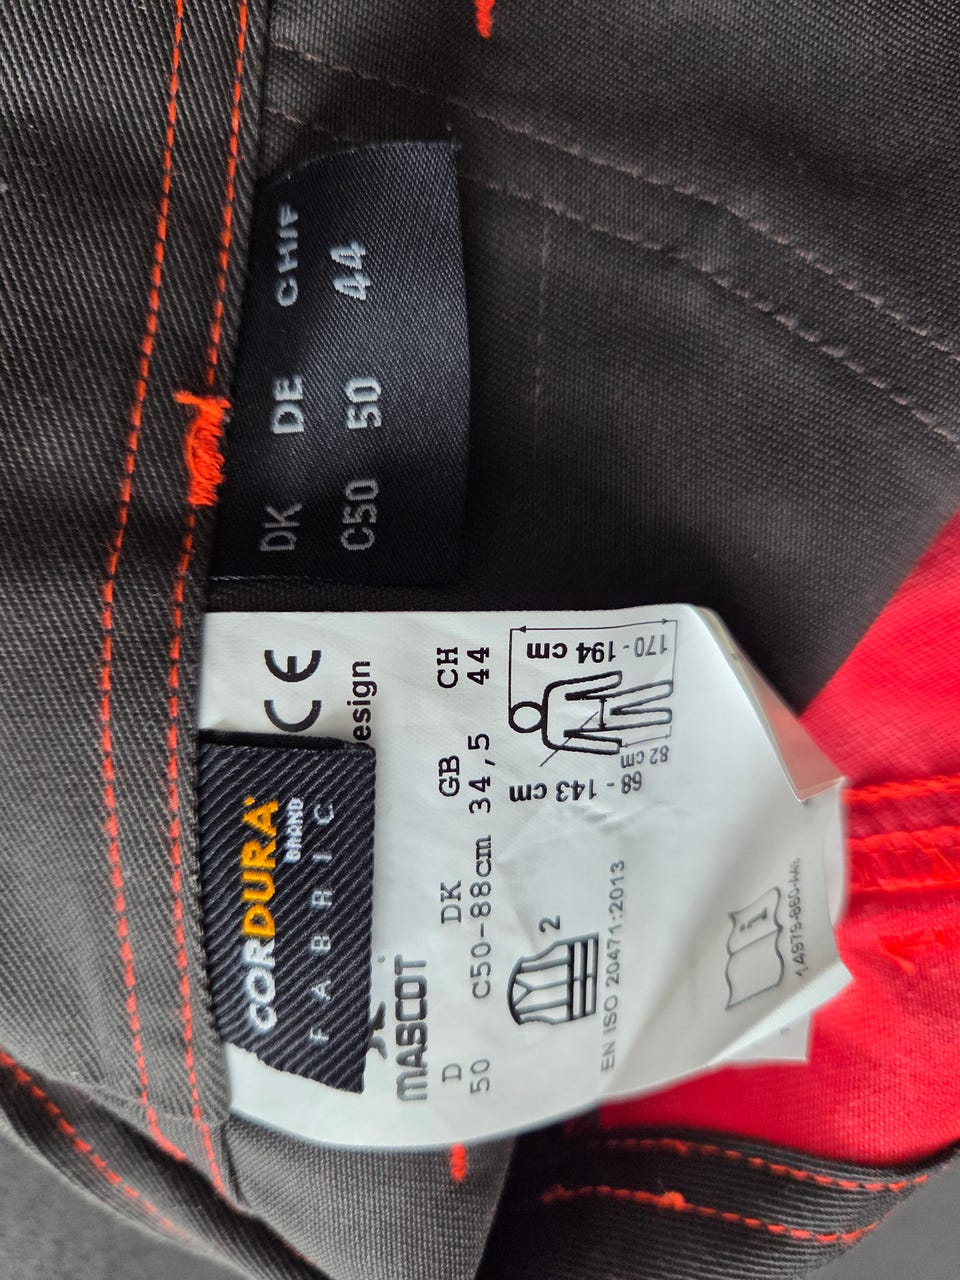 DK DE CH/F
C50 50 44
CORDURA
BRAND
FABRIC
CE
esign
MASCOT®
D DK GB CH
50 C50-88cm 34,5 44
2
EN ISO 20471:2013
68 - 143 cm
82 cm
170 - 194 cm
i